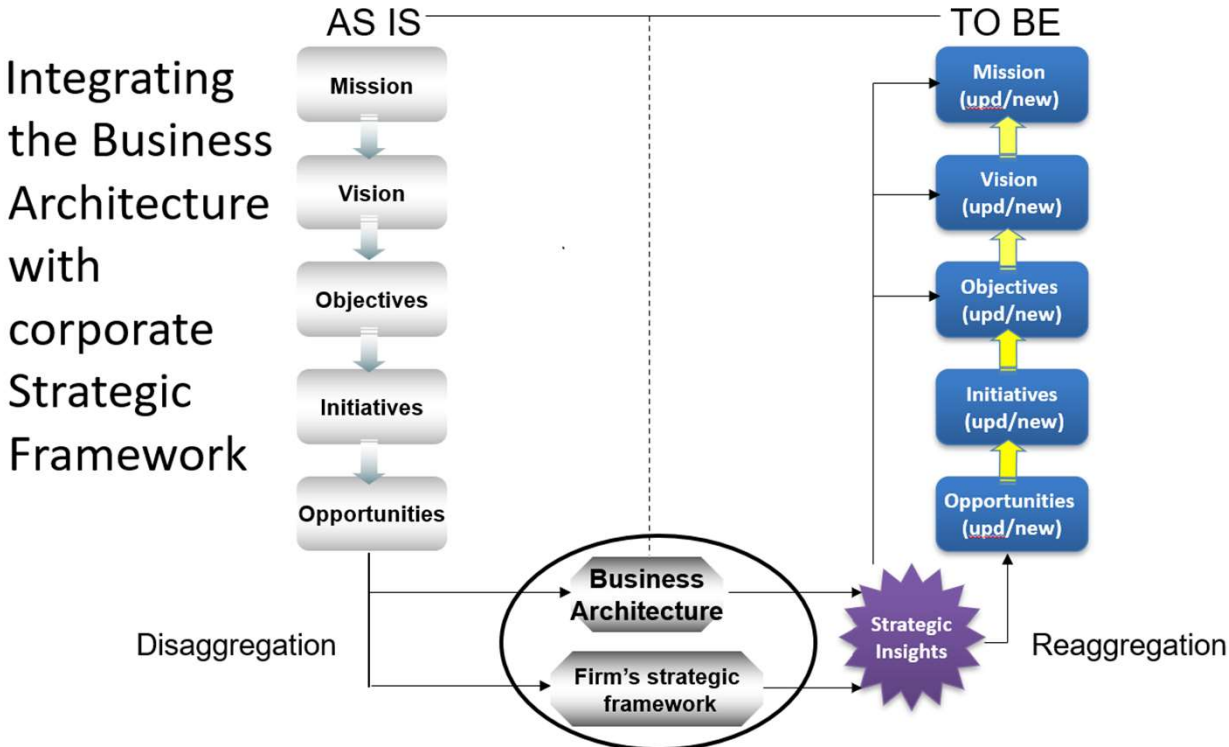 AS IS
TO BE
Integrating
the Business
Architecture
with
corporate
Strategic
Framework
Mission
Vision
Objectives
Initiatives
Opportunities
Mission
(upd/new)
Vision
(upd/new)
Objectives
(upd/new)
Initiatives
(upd/new)
Opportunities
(upd/new)
Disaggregation
Business
Architecture
Firm's strategic
framework
Strategic
Insights
Reaggregation